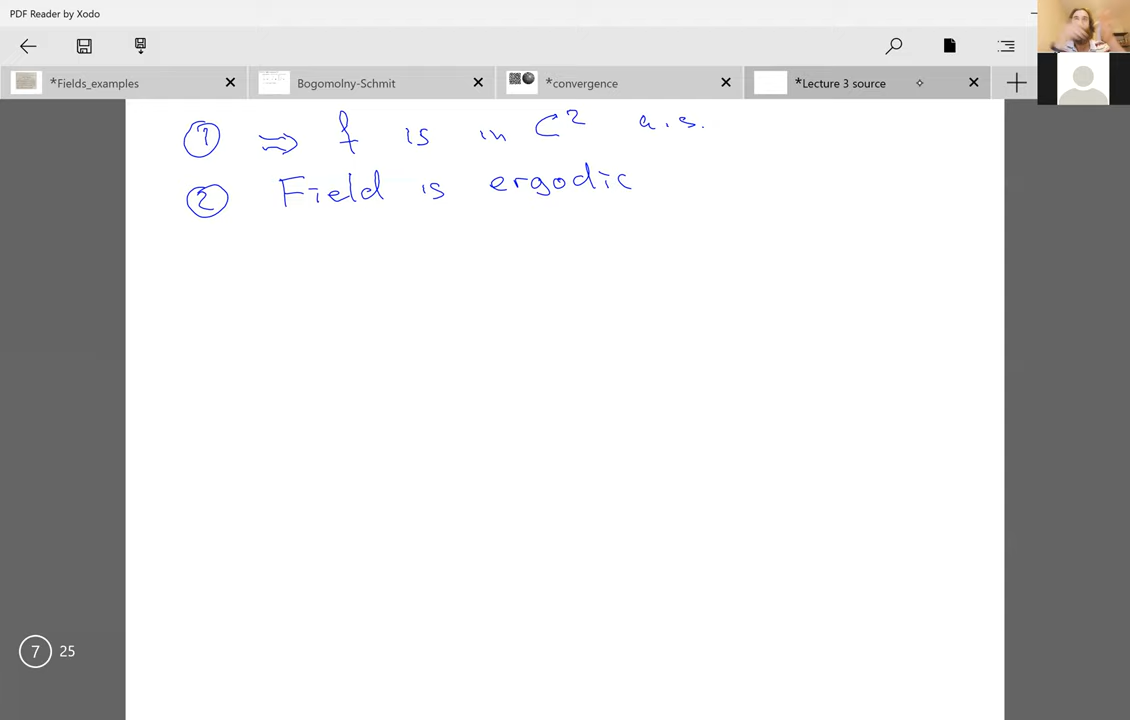 PDF Reader by Xodo
*Fields_examples
Bogomolny-Schmit
*convergence
*Lecture 3 source
① ⇒ f is in C² a.s.
② Field is ergodic
7 25